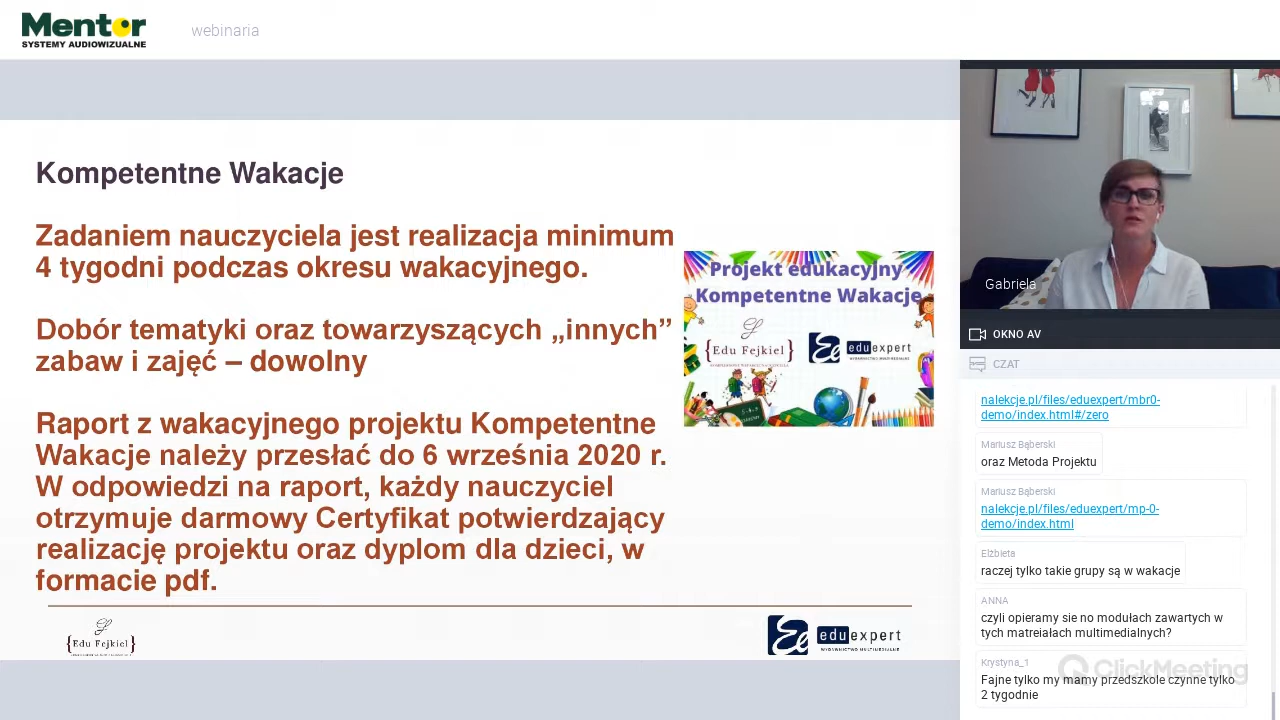 Mentor
SYSTEMY AUDIOWIZUALNE
webinaria
Kompetentne Wakacje
Zadaniem nauczyciela jest realizacja minimum
4 tygodni podczas okresu wakacyjnego.
Dobór tematyki oraz towarzyszących „innych”
zabaw i zajęć – dowolny
Raport z wakacyjnego projektu Kompetentne
Wakacje należy przesłać do 6 września 2020 r.
W odpowiedzi na raport, każdy nauczyciel
otrzymuje darmowy Certyfikat potwierdzający
realizację projektu oraz dyplom dla dzieci, w
formacie pdf.
Projekt edukacyjny
Kompetentne Wakacje
{Edu Fejkiel}
eduexpert
WYDAWNICTWO MULTIMEDIALNE
{Edu Fejkiel}
eduexpert
WYDAWNICTWO MULTIMEDIALNE
Gabriela
OKNO AV
CZAT
nalekcje.pl/files/eduexpert/mbr0-
demo/index.html#/zero
Mariusz Bąberski
oraz Metoda Projektu
Mariusz Bąberski
nalekcje.pl/files/eduexpert/mp-0-
demo/index.html
Elżbieta
raczej tylko takie grupy są w wakacje
ANNA
czyli opieramy sie no modułach zawartych w
tych matreiałach multimedialnych?
Krystyna_1
Fajne tylko my mamy przedszkole czynne tylko
2 tygodnie
ClickMeeting